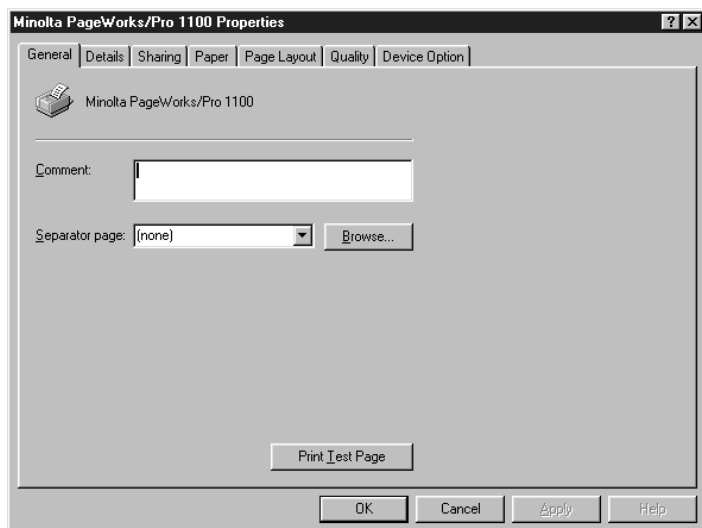 Minolta PageWorks/Pro 1100 Properties
General Details Sharing Paper Page Layout Quality Device Option
Minolta PageWorks/Pro 1100
Comment:
Separator page: (none) Browse...
Print Test Page
OK Cancel Apply Help